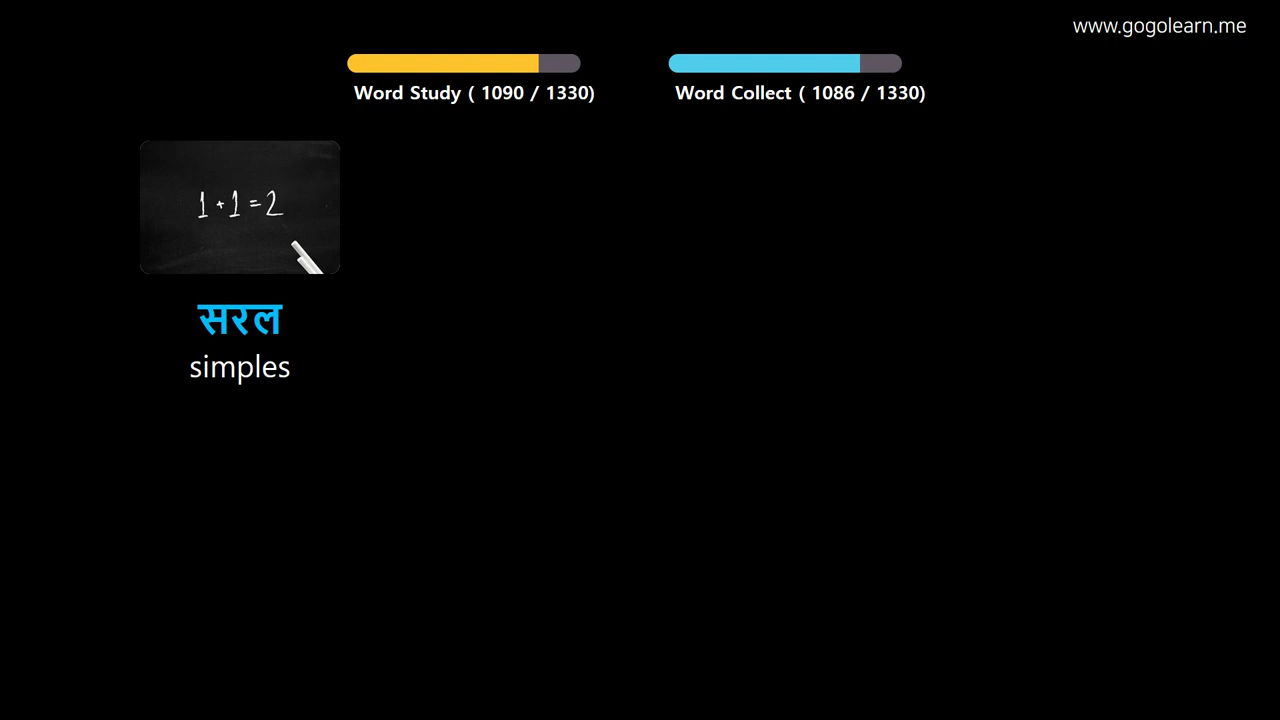 www.gogolearn.me
Word Study ( 1090 / 1330)
Word Collect ( 1086 / 1330)
1+1=2
सरल
simples